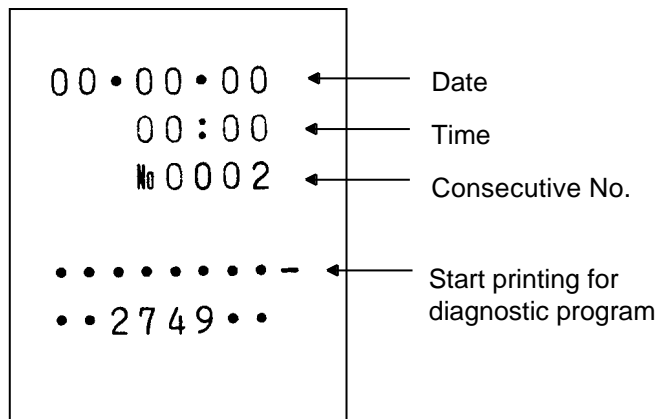 00•00•00 Date
00:00 Time
№0002 Consecutive No.
••••••••– Start printing for
diagnostic program
••2749••